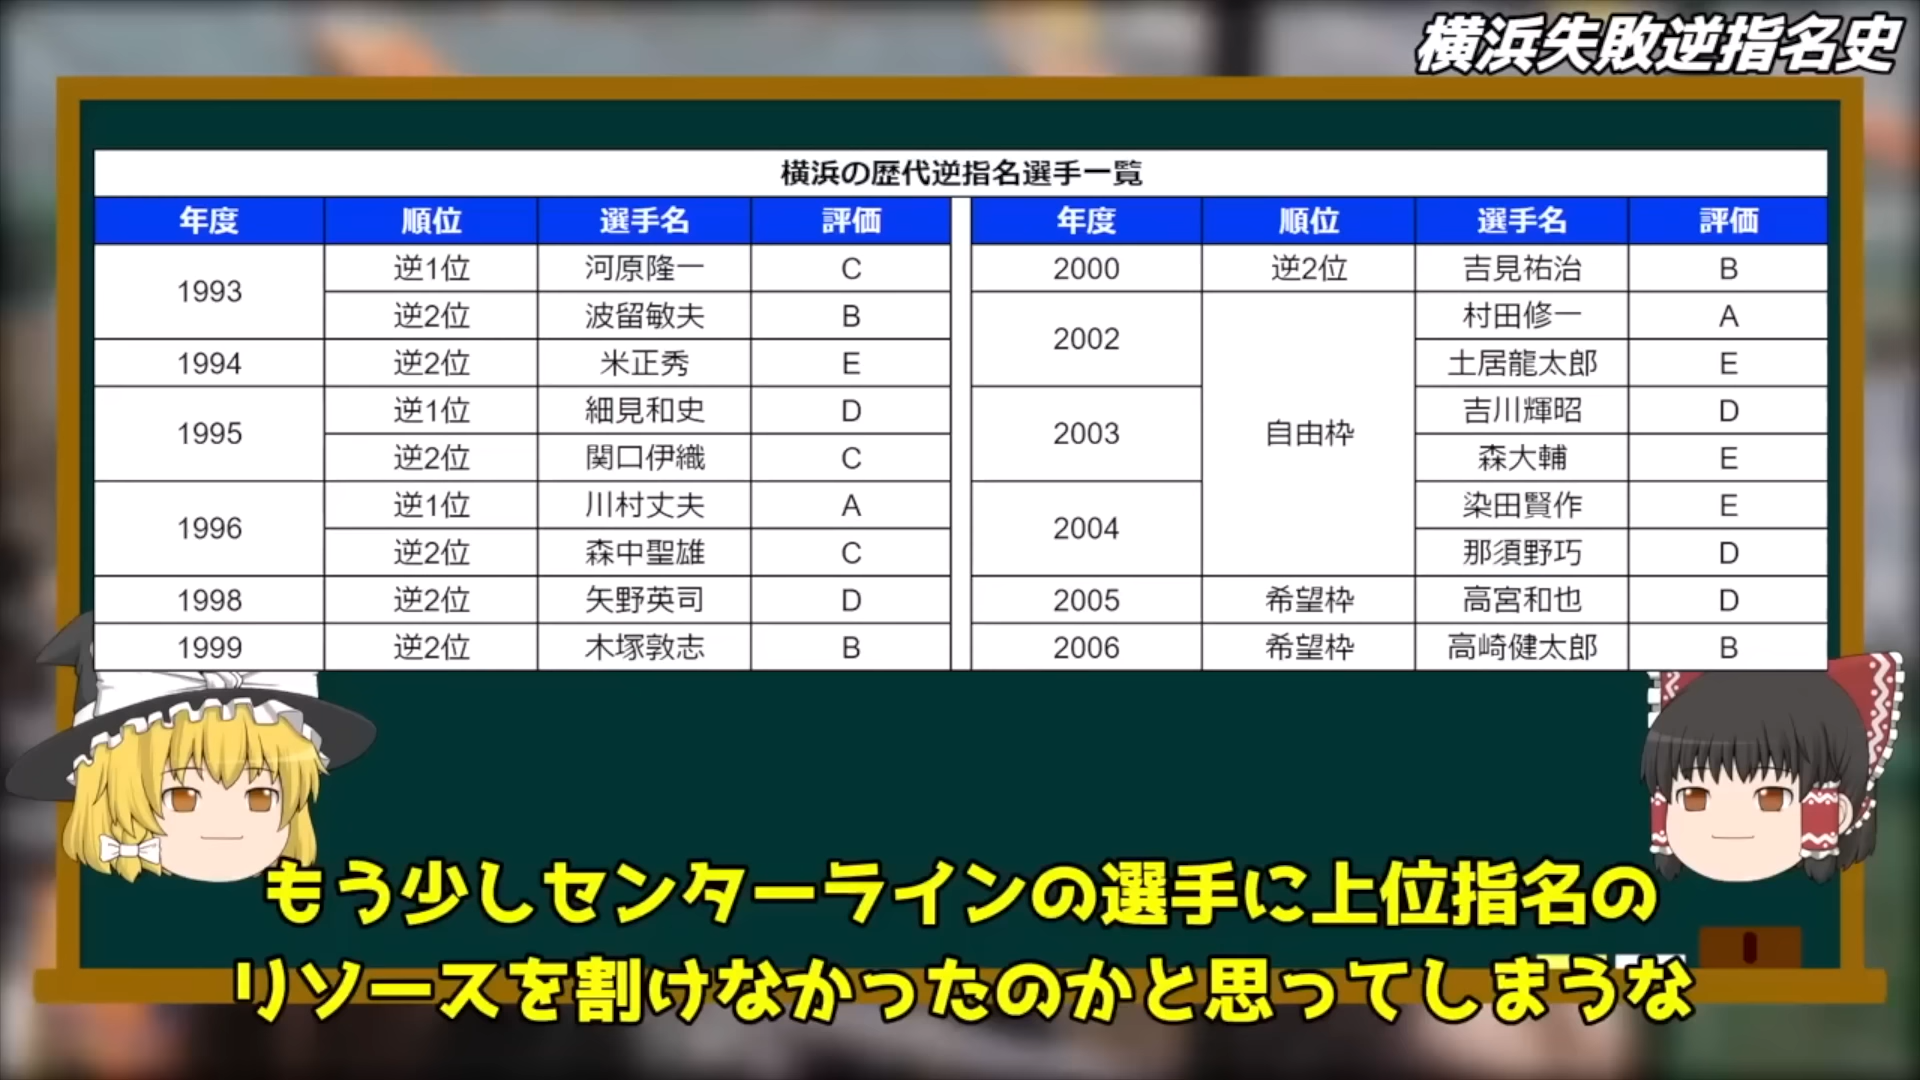 横浜失敗逆指名史
横浜の歴代逆指名選手一覧
年度 順位 選手名 評価 年度 順位 選手名 評価
1993 逆1位 河原隆一 C 2000 逆2位 吉見祐治 B
逆2位 波留敏夫 B 2002 自由枠 村田修一 A
1994 逆2位 米正秀 E 土居龍太郎 E
1995 逆1位 細見和史 D 2003 吉川輝昭 D
逆2位 関口伊織 C 森大輔 E
1996 逆1位 川村丈夫 A 2004 染田賢作 E
逆2位 森中聖雄 C 那須野巧 D
1998 逆2位 矢野英司 D 2005 希望枠 高宮和也 D
1999 逆2位 木塚敦志 B 2006 希望枠 高崎健太郎 B
もう少しセンターラインの選手に上位指名の
リソースを割けなかったのかと思ってしまうな